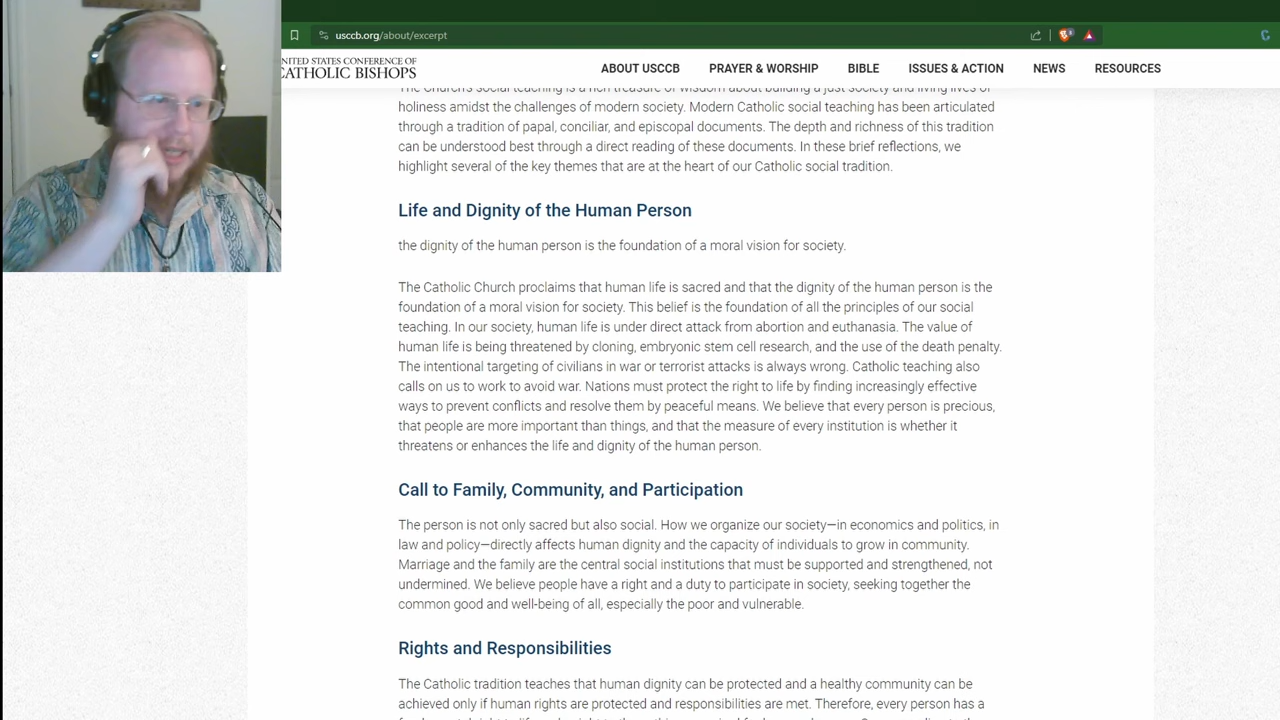 usccb.org/about/excerpt
UNITED STATES CONFERENCE OF
CATHOLIC BISHOPS
ABOUT USCCB PRAYER & WORSHIP BIBLE ISSUES & ACTION NEWS RESOURCES
The Church's social teaching is a rich treasure of wisdom about building a just society and living lives of
holiness amidst the challenges of modern society. Modern Catholic social teaching has been articulated
through a tradition of papal, conciliar, and episcopal documents. The depth and richness of this tradition
can be understood best through a direct reading of these documents. In these brief reflections, we
highlight several of the key themes that are at the heart of our Catholic social tradition.
Life and Dignity of the Human Person
the dignity of the human person is the foundation of a moral vision for society.
The Catholic Church proclaims that human life is sacred and that the dignity of the human person is the
foundation of a moral vision for society. This belief is the foundation of all the principles of our social
teaching. In our society, human life is under direct attack from abortion and euthanasia. The value of
human life is being threatened by cloning, embryonic stem cell research, and the use of the death penalty.
The intentional targeting of civilians in war or terrorist attacks is always wrong. Catholic teaching also
calls on us to work to avoid war. Nations must protect the right to life by finding increasingly effective
ways to prevent conflicts and resolve them by peaceful means. We believe that every person is precious,
that people are more important than things, and that the measure of every institution is whether it
threatens or enhances the life and dignity of the human person.
Call to Family, Community, and Participation
The person is not only sacred but also social. How we organize our society—in economics and politics, in
law and policy—directly affects human dignity and the capacity of individuals to grow in community.
Marriage and the family are the central social institutions that must be supported and strengthened, not
undermined. We believe people have a right and a duty to participate in society, seeking together the
common good and well-being of all, especially the poor and vulnerable.
Rights and Responsibilities
The Catholic tradition teaches that human dignity can be protected and a healthy community can be
achieved only if human rights are protected and responsibilities are met. Therefore, every person has a